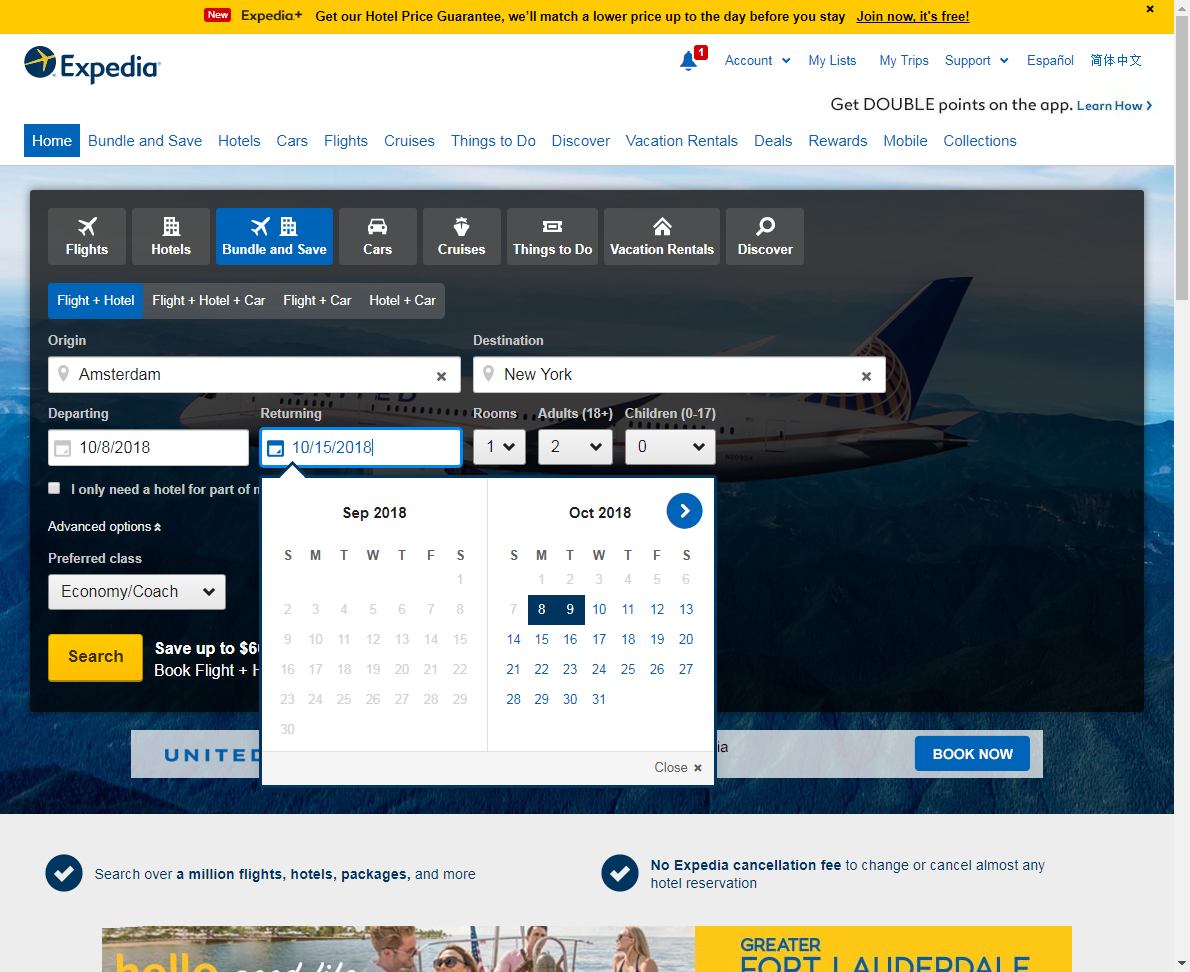 New Expedia+ Get our Hotel Price Guarantee, we'll match a lower price up to the day before you stay Join now, it's free!
Expedia
1 Account My Lists My Trips Support Español 简体中文
Get DOUBLE points on the app. Learn How
Home Bundle and Save Hotels Cars Flights Cruises Things to Do Discover Vacation Rentals Deals Rewards Mobile Collections
Flights Hotels Bundle and Save Cars Cruises Things to Do Vacation Rentals Discover
Flight + Hotel Flight + Hotel + Car Flight + Car Hotel + Car
Origin Destination
Amsterdam New York
UNITED
Departing Returning Rooms Adults (18+) Children (0-17)
10/8/2018 10/15/2018 1 2 0
I only need a hotel for part of
Advanced options
Preferred class
Economy/Coach
Search
Save up to $6
Book Flight + H
Sep 2018
S M T W T F S
1
2 3 4 5 6 7 8
9 10 11 12 13 14 15
16 17 18 19 20 21 22
23 24 25 26 27 28 29
30
Oct 2018
S M T W T F S
1 2 3 4 5 6
7 8 9 10 11 12 13
14 15 16 17 18 19 20
21 22 23 24 25 26 27
28 29 30 31
Close
UNITED ia BOOK NOW
Search over a million flights, hotels, packages, and more
No Expedia cancellation fee to change or cancel almost any
hotel reservation
hello good life
GREATER
FORT LAUDERDALE